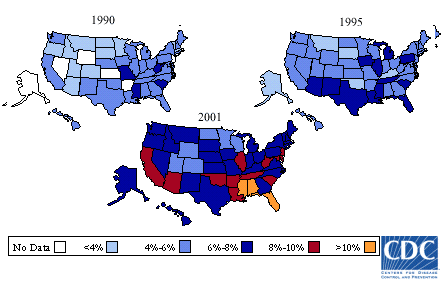 1990
1995
2001
No Data <4% 4%-6% 6%-8% 8%-10% >10%
CDC
CENTERS FOR DISEASE
CONTROL AND PREVENTION